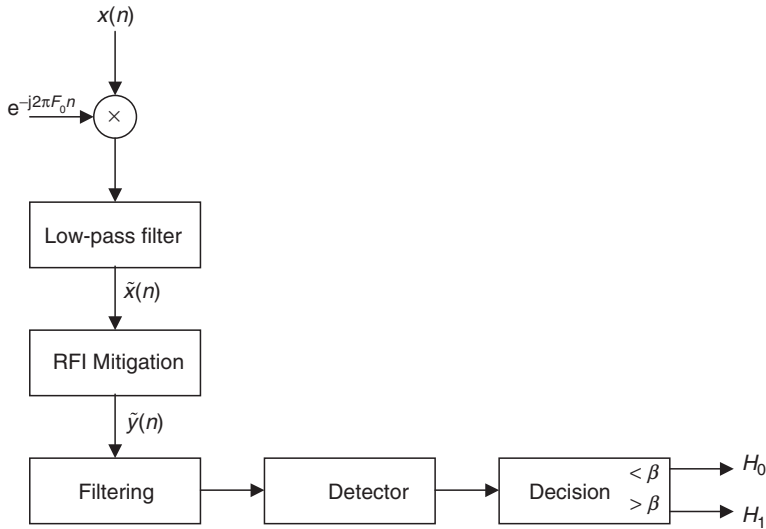 x(n)
e^{−j2πF_0n}
×
Low-pass filter
x̃(n)
RFI Mitigation
ỹ(n)
Filtering
Detector
Decision
< β
> β
H_0
H_1